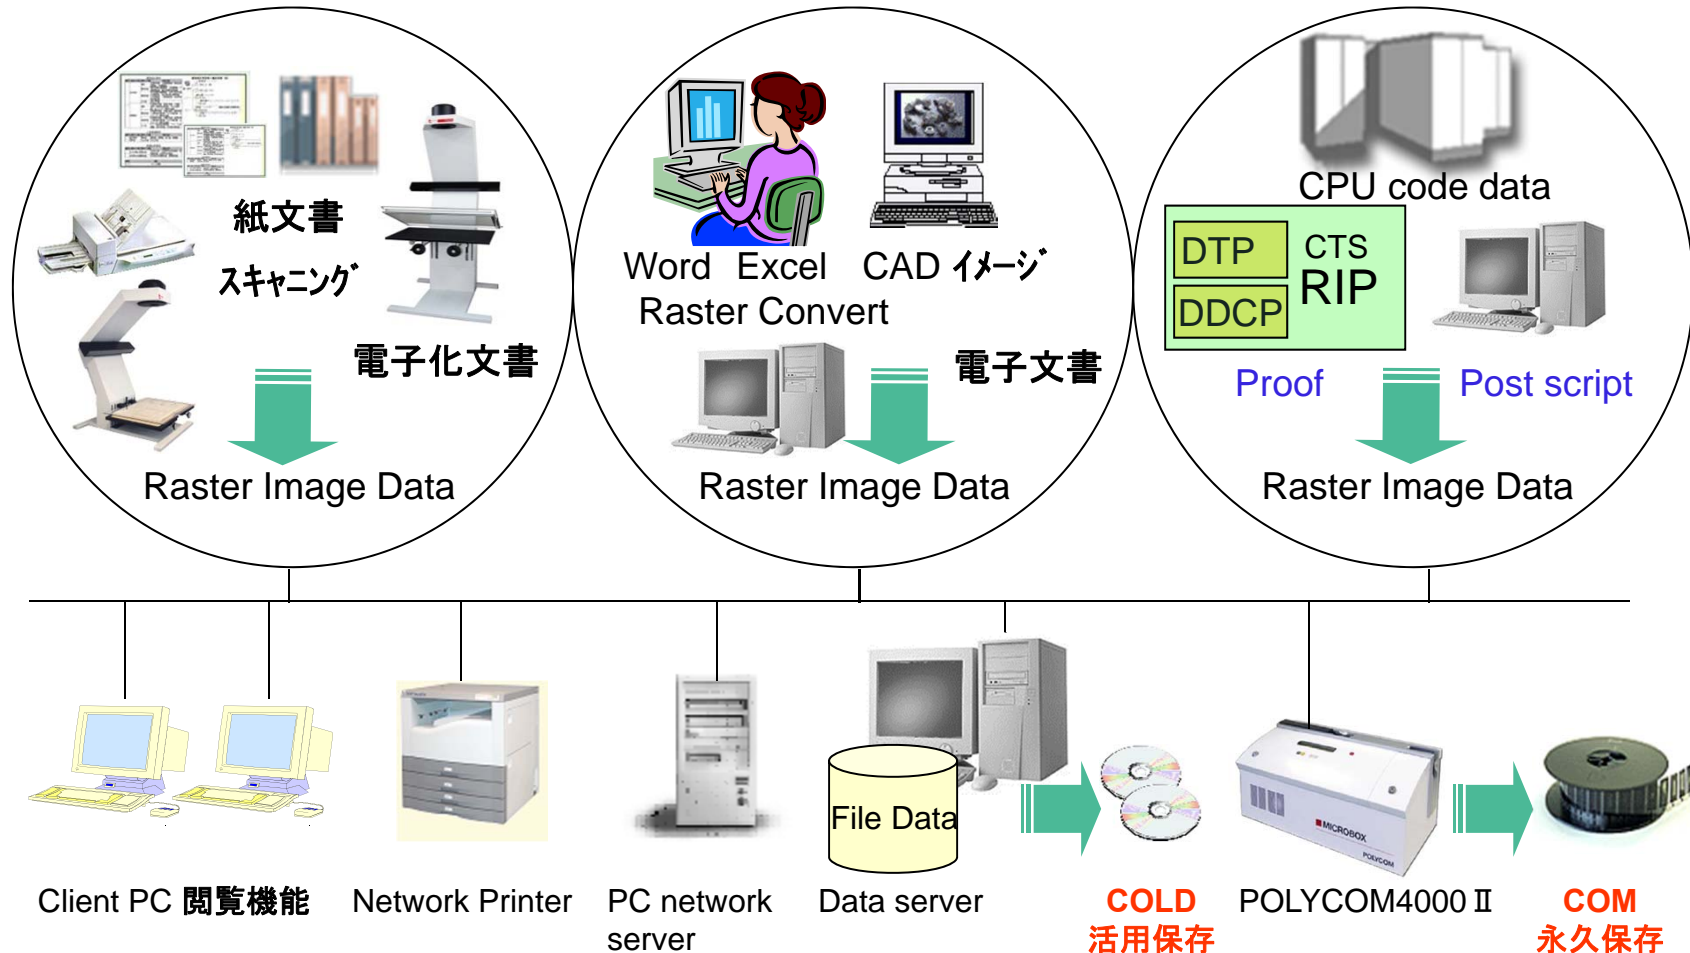 紙文書
スキャニング
電子化文書
Raster Image Data
Word Excel CAD イメージ
Raster Convert
電子文書
Raster Image Data
CPU code data
DTP
DDCP
CTS
RIP
Proof
Post script
Raster Image Data
File Data
MICROBOX
POLYCOM
Client PC 閲覧機能
Network Printer
PC network
server
Data server
COLD
活用保存
POLYCOM4000Ⅱ
COM
永久保存